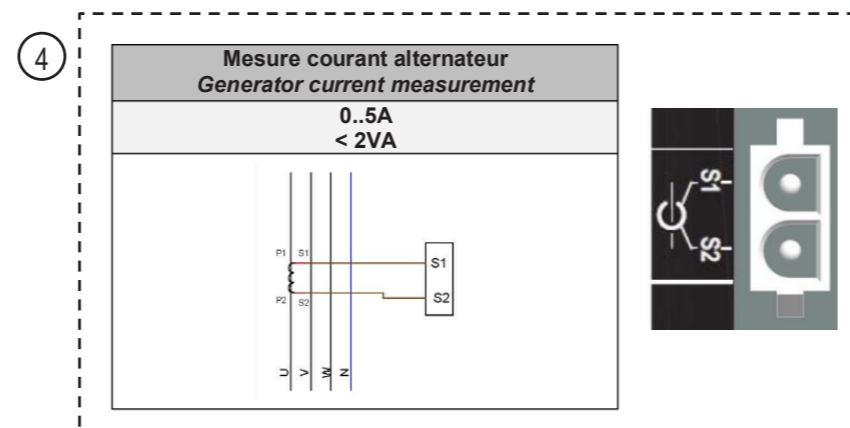 4
Mesure courant alternateur
Generator current measurement
0..5A
< 2VA
P1 S1
S1
P2 S2
S2
U V W N
S1
S2